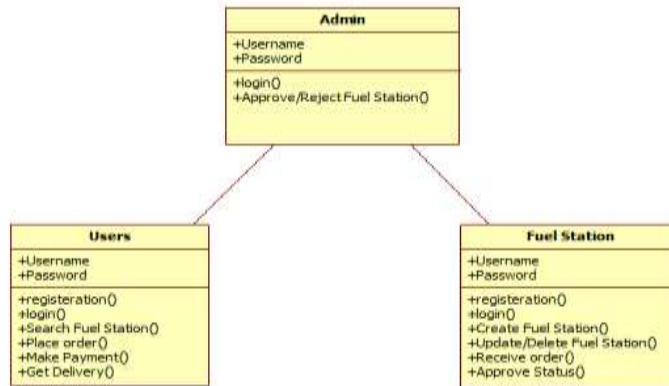 Admin
+Username
+Password
+login()
+Approve/Reject Fuel Station()
Users
+Username
+Password
+registeration()
+login()
+Search Fuel Station()
+Place order()
+Make Payment()
+Get Delivery()
Fuel Station
+Username
+Password
+registeration()
+login()
+Create Fuel Station()
+Update/Delete Fuel Station()
+Receive order()
+Approve Status()